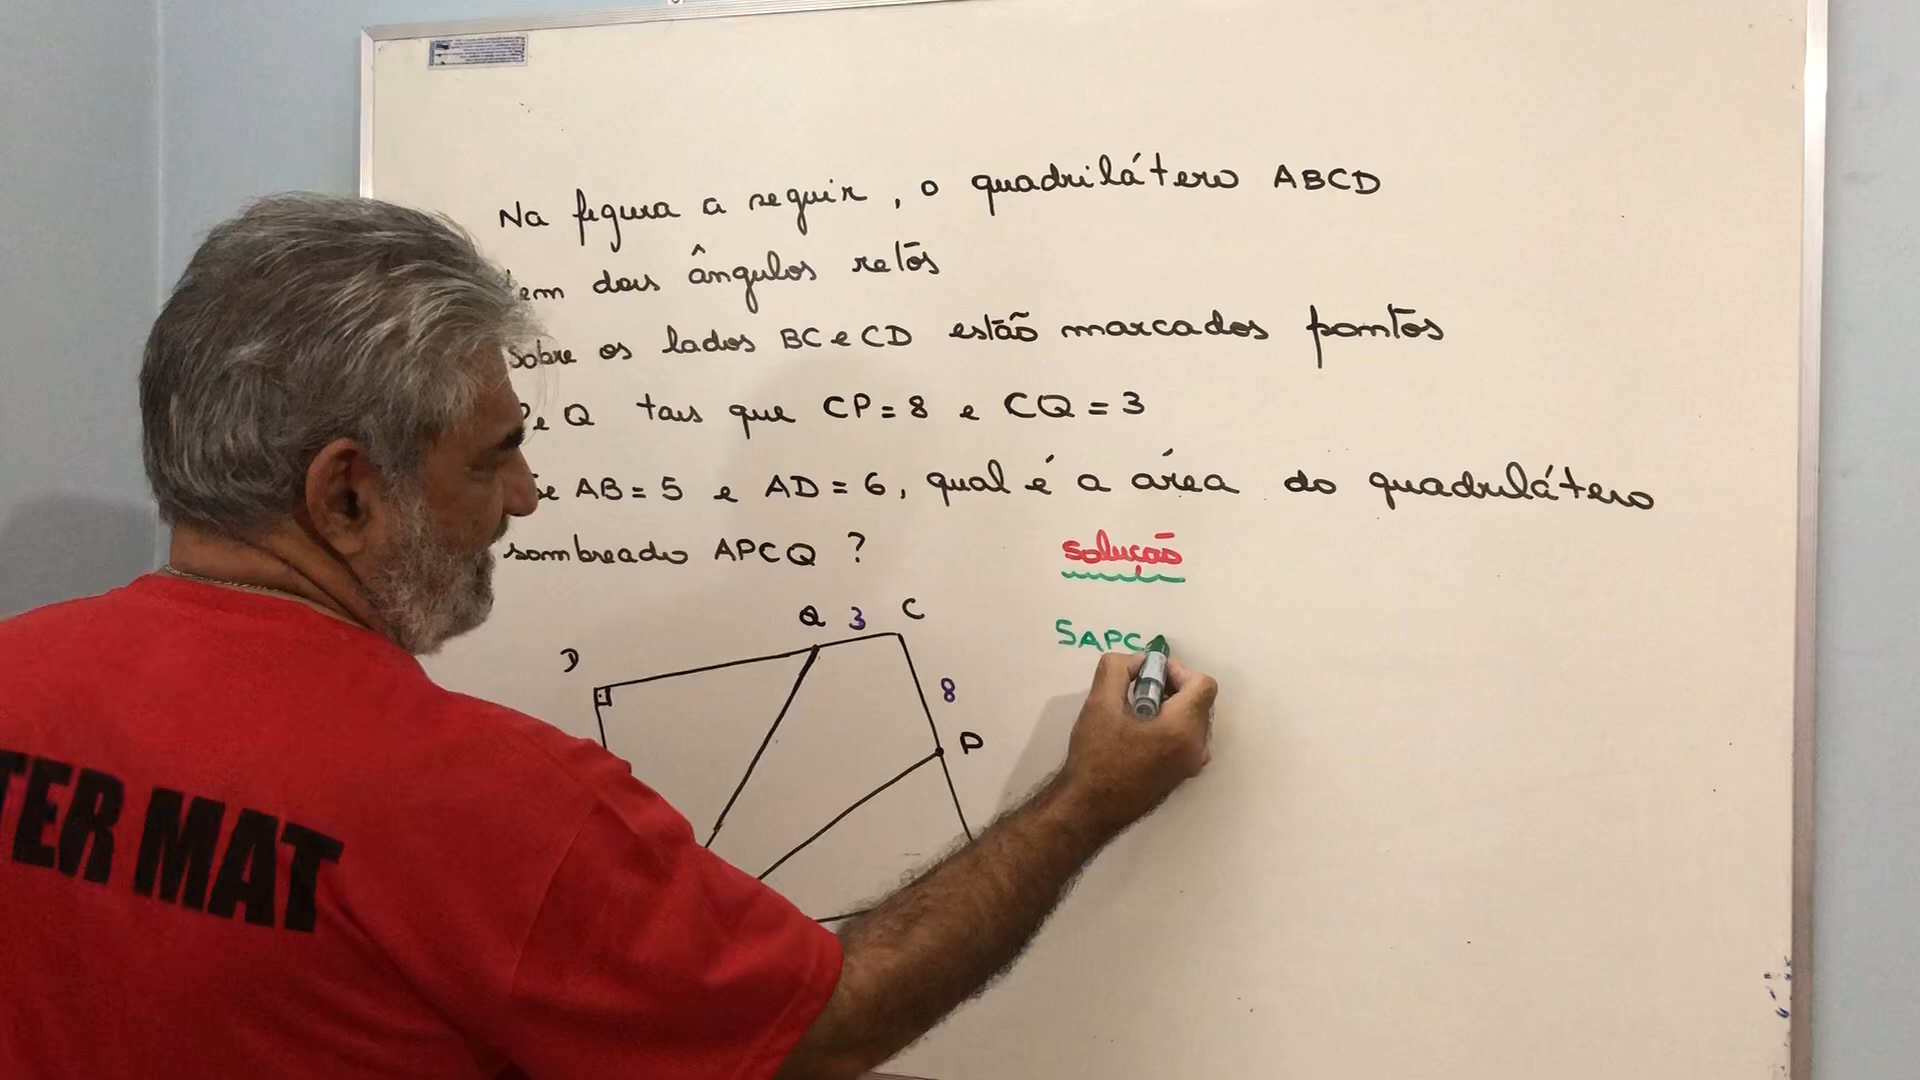 Na figura a seguir, o quadrilátero ABCD
tem dois ângulos retos
Sobre os lados BC e CD estão marcados pontos
P e Q tais que CP = 8 e CQ = 3
Se AB = 5 e AD = 6, qual é a área do quadrilátero
sombreado APCQ ?
solução
Q 3 C
D
SAPC
8
P
TER MAT